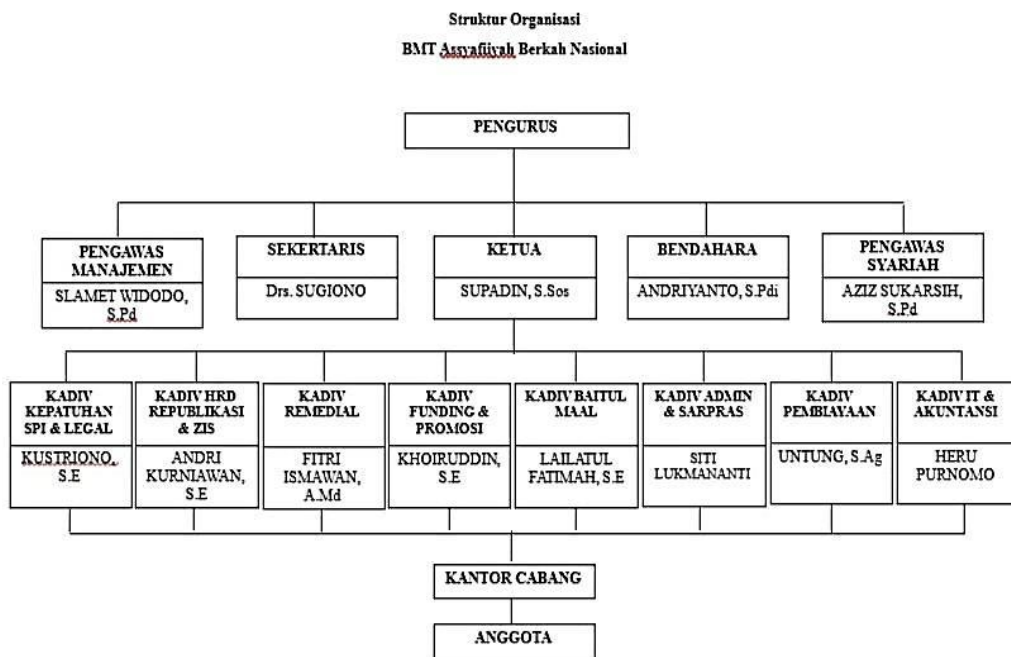 Struktur Organisasi
BMT Assyafiiyah Berkah Nasional
PENGURUS
PENGAWAS
MANAJEMEN
SLAMET WIDODO,
S.Pd
SEKERTARIS
Drs. SUGIONO
KETUA
SUPADIN, S.Sos
BENDAHARA
ANDRIYANTO, S.Pdi
PENGAWAS
SYARIAH
AZIZ SUKARSIH,
S.Pd
KADIV
KEPATUHAN
SPI & LEGAL
KUSTRIONO,
S.E
KADIV HRD
REPUBLIKASI
& ZIS
ANDRI
KURNIAWAN,
S.E
KADIV
REMEDIAL
FITRI
ISMAWAN,
A.Md
KADIV
FUNDING &
PROMOSI
KHOIRUDDIN,
S.E
KADIV BAITUL
MAAL
LAILATUL
FATIMAH, S.E
KADIV ADMIN
& SARPRAS
SITI
LUKMANANTI
KADIV
PEMBIAYAAN
UNTUNG, S.Ag
KADIV IT &
AKUNTANSI
HERU
PURNOMO
KANTOR CABANG
ANGGOTA